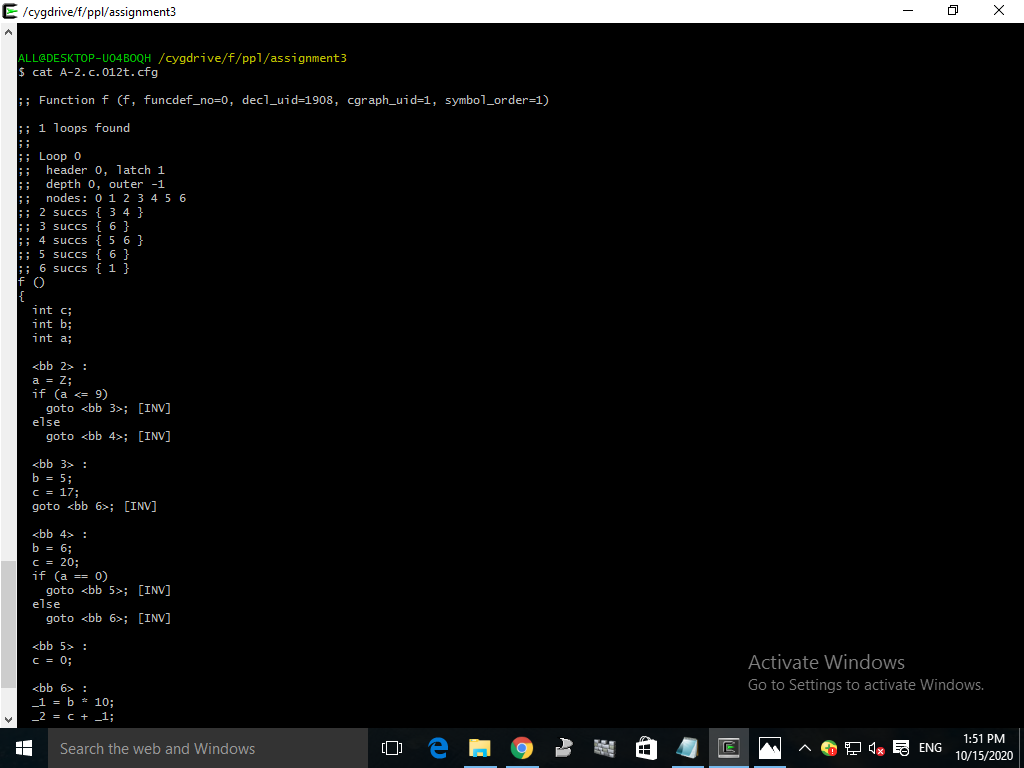 /cygdrive/f/ppl/assignment3
ALL@DESKTOP-UO4BOQH /cygdrive/f/ppl/assignment3
$ cat A-2.c.012t.cfg
;; Function f (f, funcdef_no=0, decl_uid=1908, cgraph_uid=1, symbol_order=1)
;; 1 loops found
;;
;; Loop 0
;;  header 0, latch 1
;;  depth 0, outer -1
;;  nodes: 0 1 2 3 4 5 6
;; 2 succs { 3 4 }
;; 3 succs { 6 }
;; 4 succs { 5 6 }
;; 5 succs { 6 }
;; 6 succs { 1 }
f ()
{
  int c;
  int b;
  int a;
  <bb 2> :
  a = Z;
  if (a <= 9)
    goto <bb 3>; [INV]
  else
    goto <bb 4>; [INV]
  <bb 3> :
  b = 5;
  c = 17;
  goto <bb 6>; [INV]
  <bb 4> :
  b = 6;
  c = 20;
  if (a == 0)
    goto <bb 5>; [INV]
  else
    goto <bb 6>; [INV]
  <bb 5> :
  c = 0;
  <bb 6> :
  _1 = b * 10;
  _2 = c + _1;
Activate Windows
Go to Settings to activate Windows.
Search the web and Windows
ENG
1:51 PM
10/15/2020